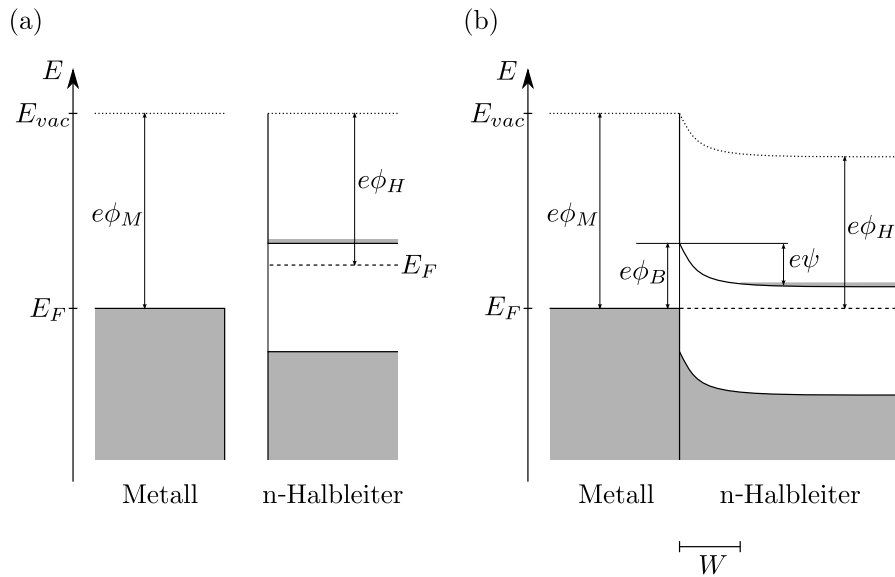 (a)
E
E_vac
eϕ_M
eϕ_H
E_F
E_F
Metall
n-Halbleiter
(b)
E
E_vac
eϕ_M
eϕ_H
eϕ_B
eψ
E_F
Metall
n-Halbleiter
W